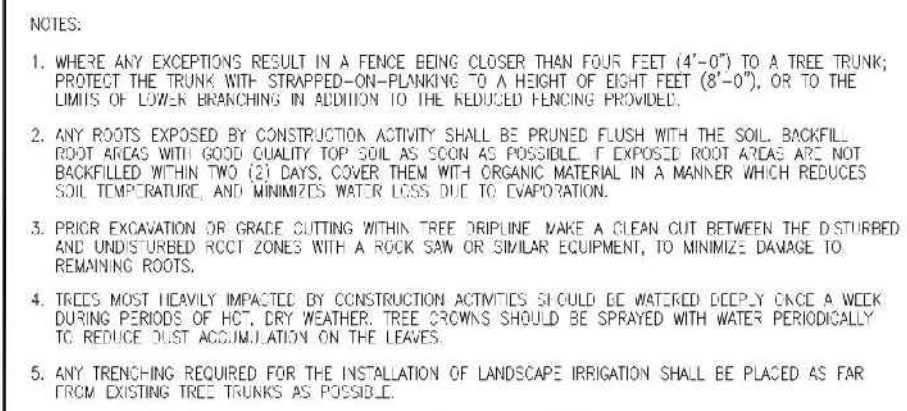 NOTES:
1. WHERE ANY EXCEPTIONS RESULT IN A FENCE BEING CLOSER THAN FOUR FEET (4'-0") TO A TREE TRUNK;
PROTECT THE TRUNK WITH STRAPPED-ON-PLANKING TO A HEIGHT OF EIGHT FEET (8'-0"), OR TO THE
LIMITS OF LOWER BRANCHING IN ADDITION TO THE REDUCED FENCING PROVIDED.
2. ANY ROOTS EXPOSED BY CONSTRUCTION ACTIVITY SHALL BE PRUNED FLUSH WITH THE SOIL. BACKFILL
ROOT AREAS WITH GOOD QUALITY TOP SOIL AS SOON AS POSSIBLE. IF EXPOSED ROOT AREAS ARE NOT
BACKFILLED WITHIN TWO (2) DAYS, COVER THEM WITH ORGANIC MATERIAL IN A MANNER WHICH REDUCES
SOIL TEMPERATURE, AND MINIMIZES WATER LOSS DUE TO EVAPORATION.
3. PRIOR EXCAVATION OR GRADE CUTTING WITHIN TREE DRIPLINE. MAKE A CLEAN CUT BETWEEN THE DISTURBED
AND UNDISTURBED ROOT ZONES WITH A ROCK SAW OR SIMILAR EQUIPMENT, TO MINIMIZE DAMAGE TO
REMAINING ROOTS.
4. TREES MOST HEAVILY IMPACTED BY CONSTRUCTION ACTIVITIES SHOULD BE WATERED DEEPLY ONCE A WEEK
DURING PERIODS OF HOT, DRY WEATHER. TREE CROWNS SHOULD BE SPRAYED WITH WATER PERIODICALLY
TO REDUCE DUST ACCUMULATION ON THE LEAVES.
5. ANY TRENCHING REQUIRED FOR THE INSTALLATION OF LANDSCAPE IRRIGATION SHALL BE PLACED AS FAR
FROM EXISTING TREE TRUNKS AS POSSIBLE.